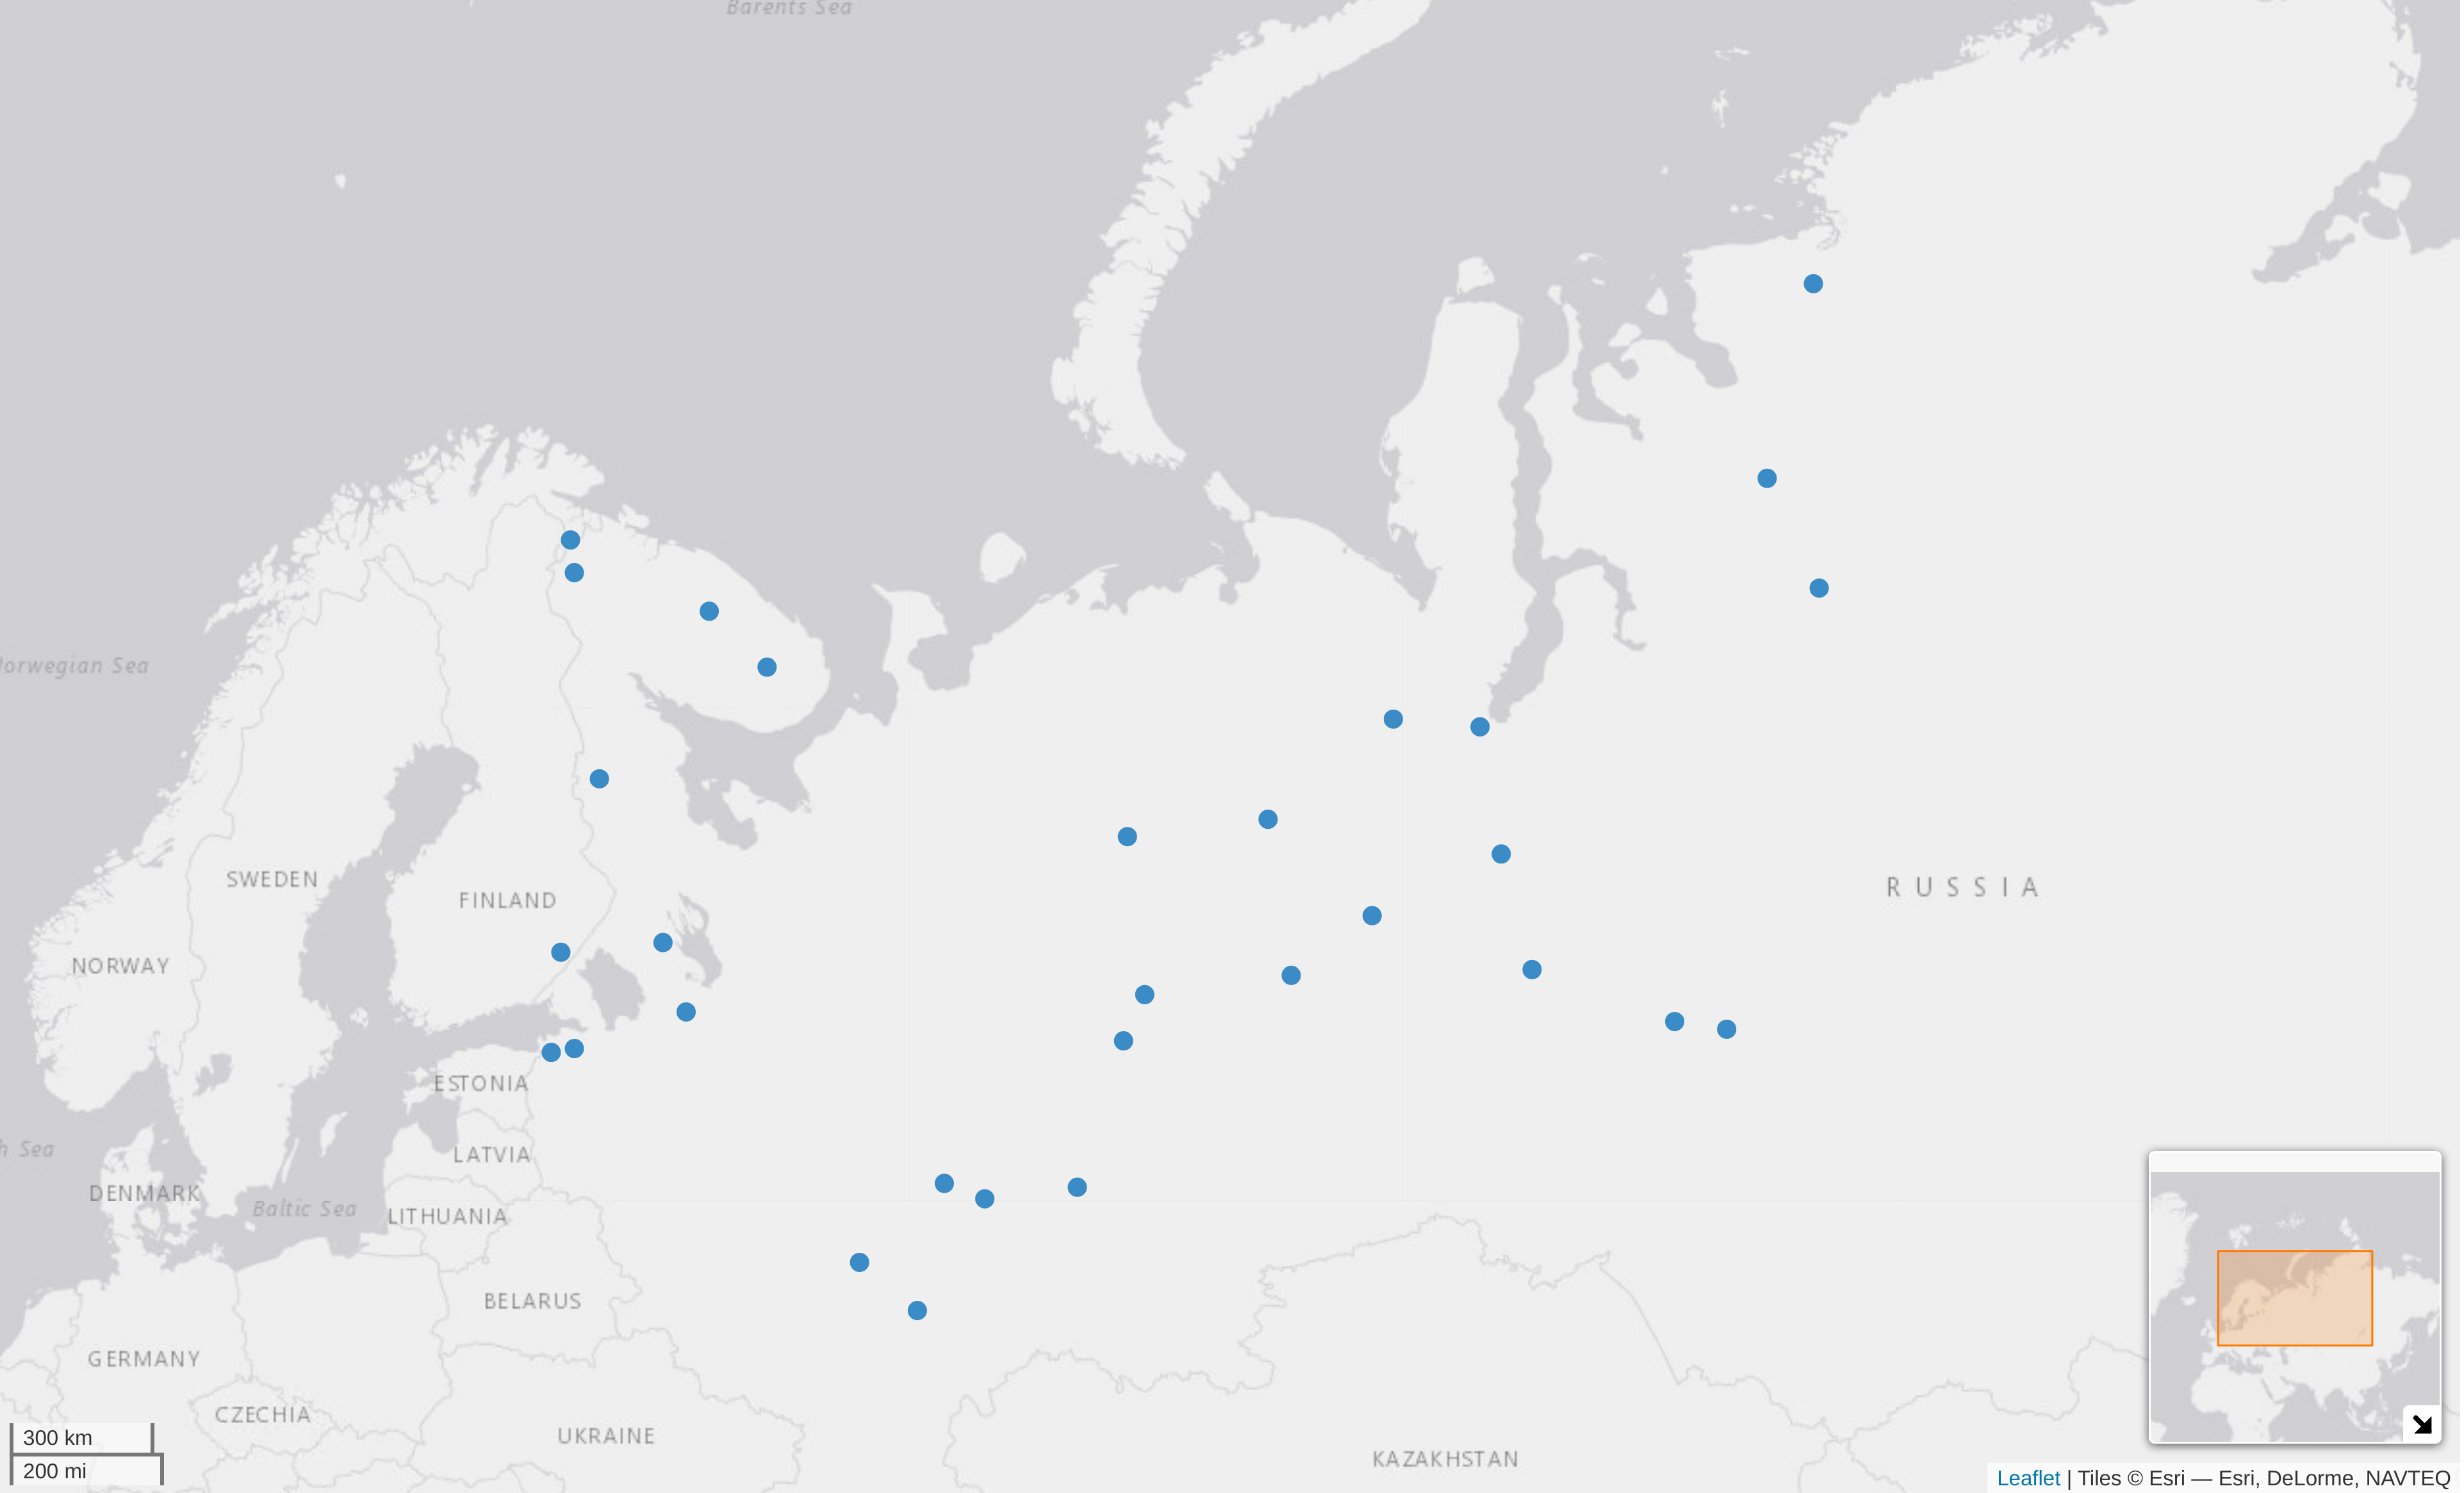 Barents Sea
Norwegian Sea
SWEDEN
FINLAND
RUSSIA
NORWAY
ESTONIA
h Sea
LATVIA
DENMARK
Baltic Sea
LITHUANIA
BELARUS
GERMANY
CZECHIA
UKRAINE
KAZAKHSTAN
300 km
200 mi
Leaflet | Tiles © Esri — Esri, DeLorme, NAVTEQ